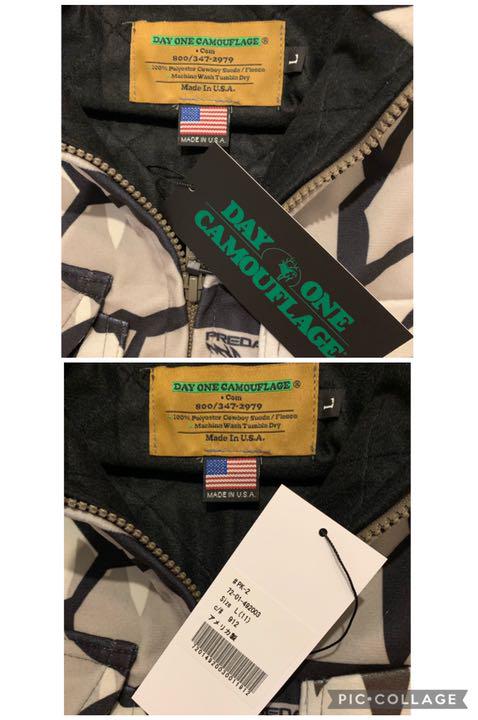 DAY ONE CAMOUFLAGE®
•Com
800/347-2979
100% Polyester Cowboy Suede / Fleece
Machine Wash Tumble Dry
Made In U.S.A.
L
MADE IN U.S.A.
DAY ONE
CAMOUFLAGE
PREDA
DAY ONE CAMOUFLAGE ®
•Com
800/347-2979
100% Polyester Cowboy Suede / Fleece
Machine Wash Tumble Dry
Made In U.S.A.
L
MADE IN U.S.A.
#PK-2
72-01-492003
Size L(11)
c/# 912
アメリカ製
7201492003011912
PIC•COLLAGE